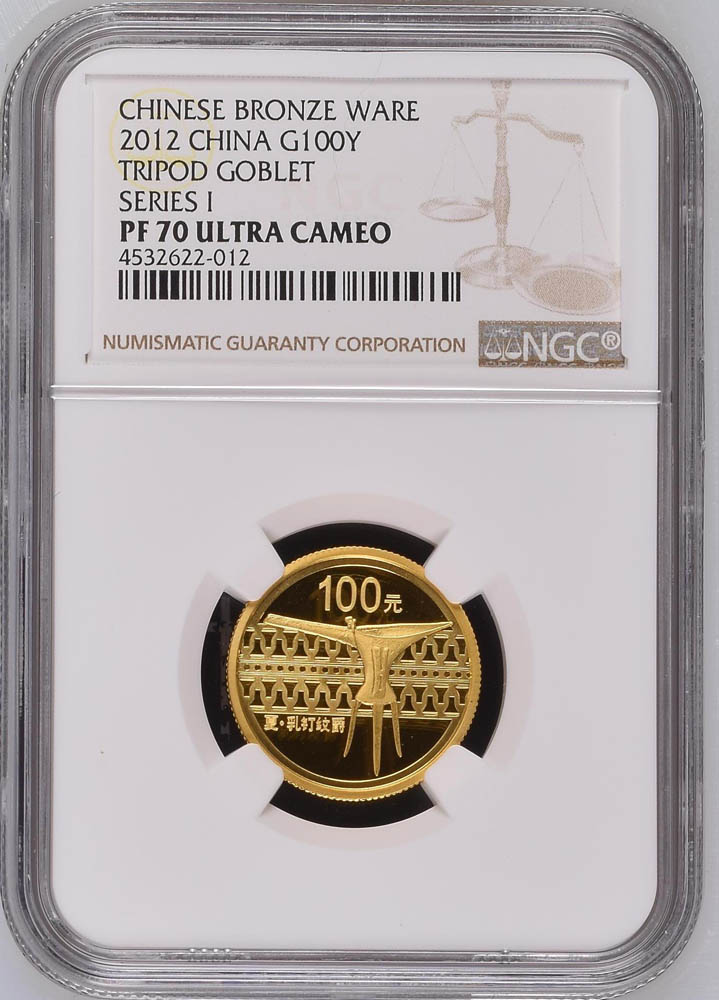 CHINESE BRONZE WARE
2012 CHINA G100Y
TRIPOD GOBLET
SERIES I
PF 70 ULTRA CAMEO
4532622-012
NUMISMATIC GUARANTY CORPORATION
NGC®
100元
夏·乳钉纹爵